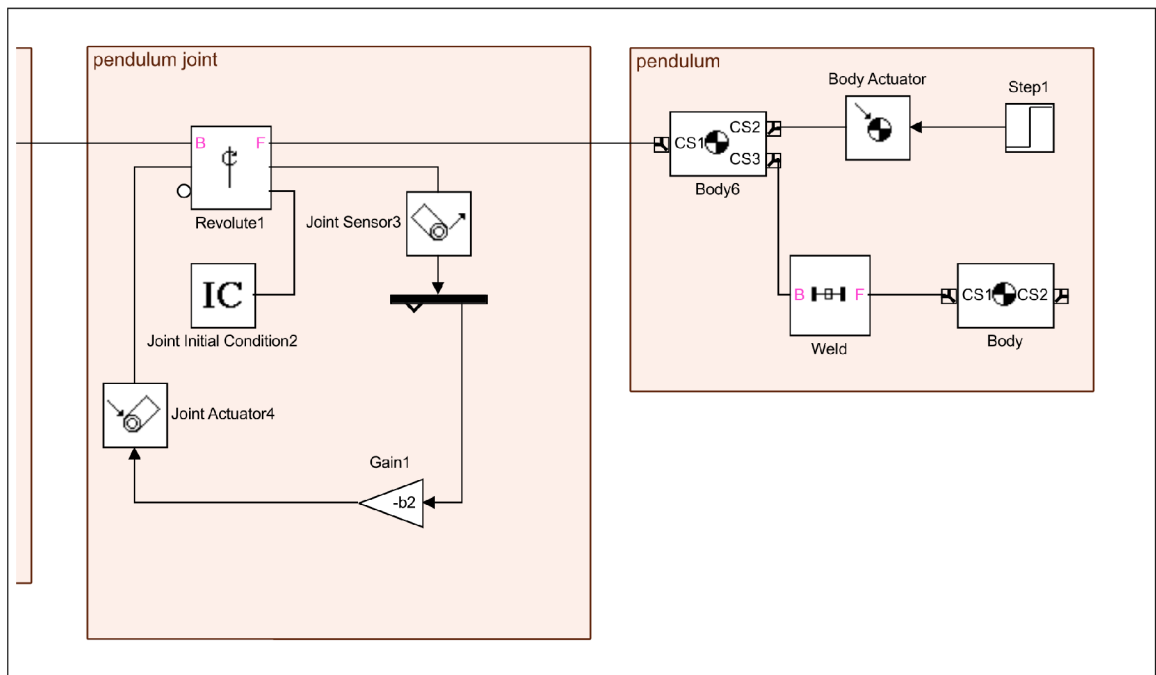 pendulum joint
B F
Revolute1
Joint Sensor3
IC
Joint Initial Condition2
Joint Actuator4
Gain1
-b2
pendulum
Body Actuator
Step1
CS1
CS2
CS3
Body6
B F
Weld
CS1 CS2
Body